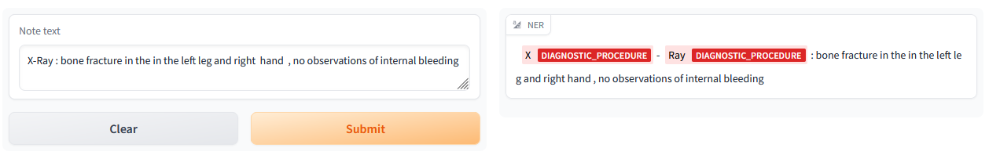 Note text
X-Ray : bone fracture in the in the left leg and right  hand  , no observations of internal bleeding
Clear
Submit
NER
X DIAGNOSTIC_PROCEDURE - Ray DIAGNOSTIC_PROCEDURE : bone fracture in the in the left le
g and right hand , no observations of internal bleeding